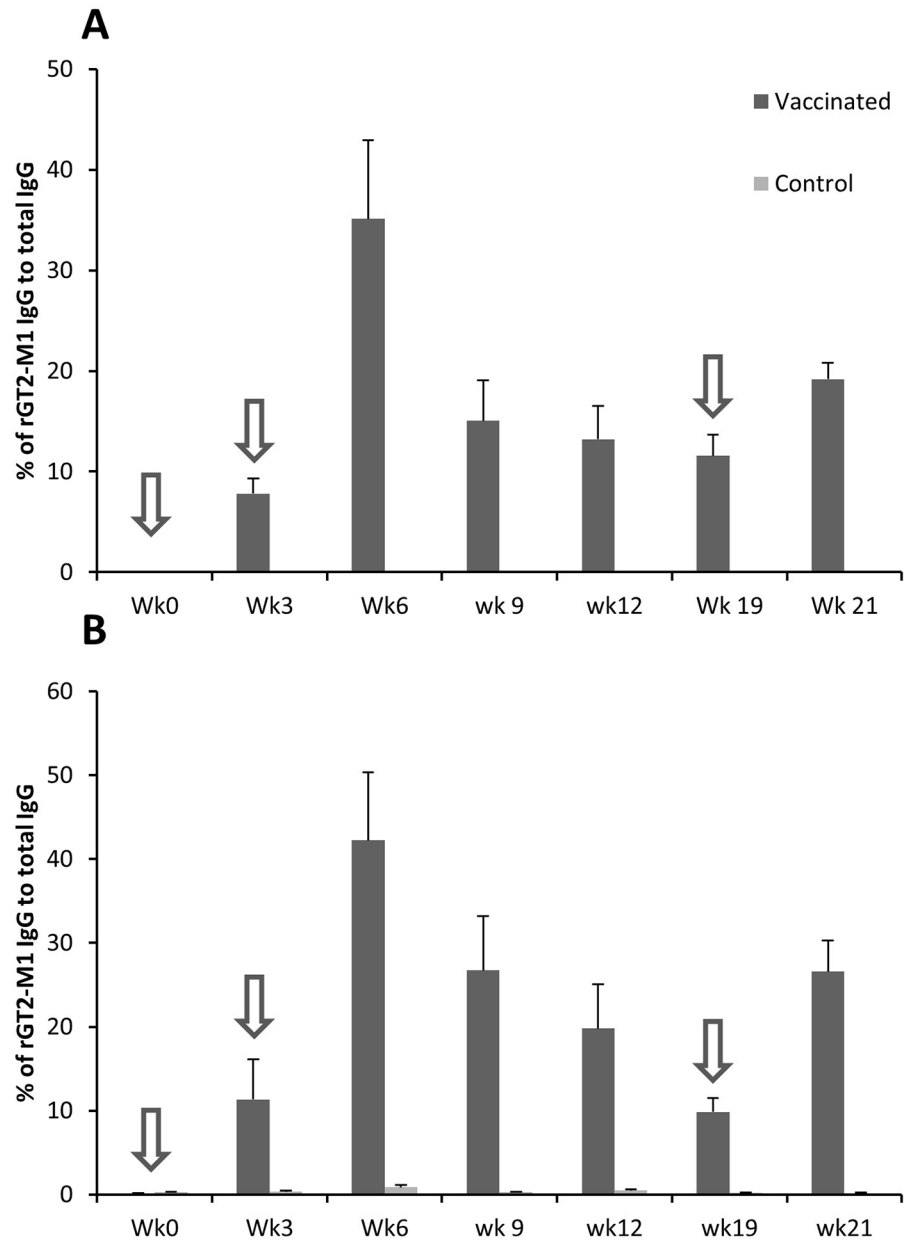 A
% of rGT2-M1 IgG to total IgG
50
40
30
20
10
0
Vaccinated
Control
Wk0 Wk3 Wk6 wk 9 wk12 Wk 19 Wk 21
B
% of rGT2-M1 IgG to total IgG
60
50
40
30
20
10
0
Wk0 Wk3 Wk6 wk 9 wk12 wk19 wk21